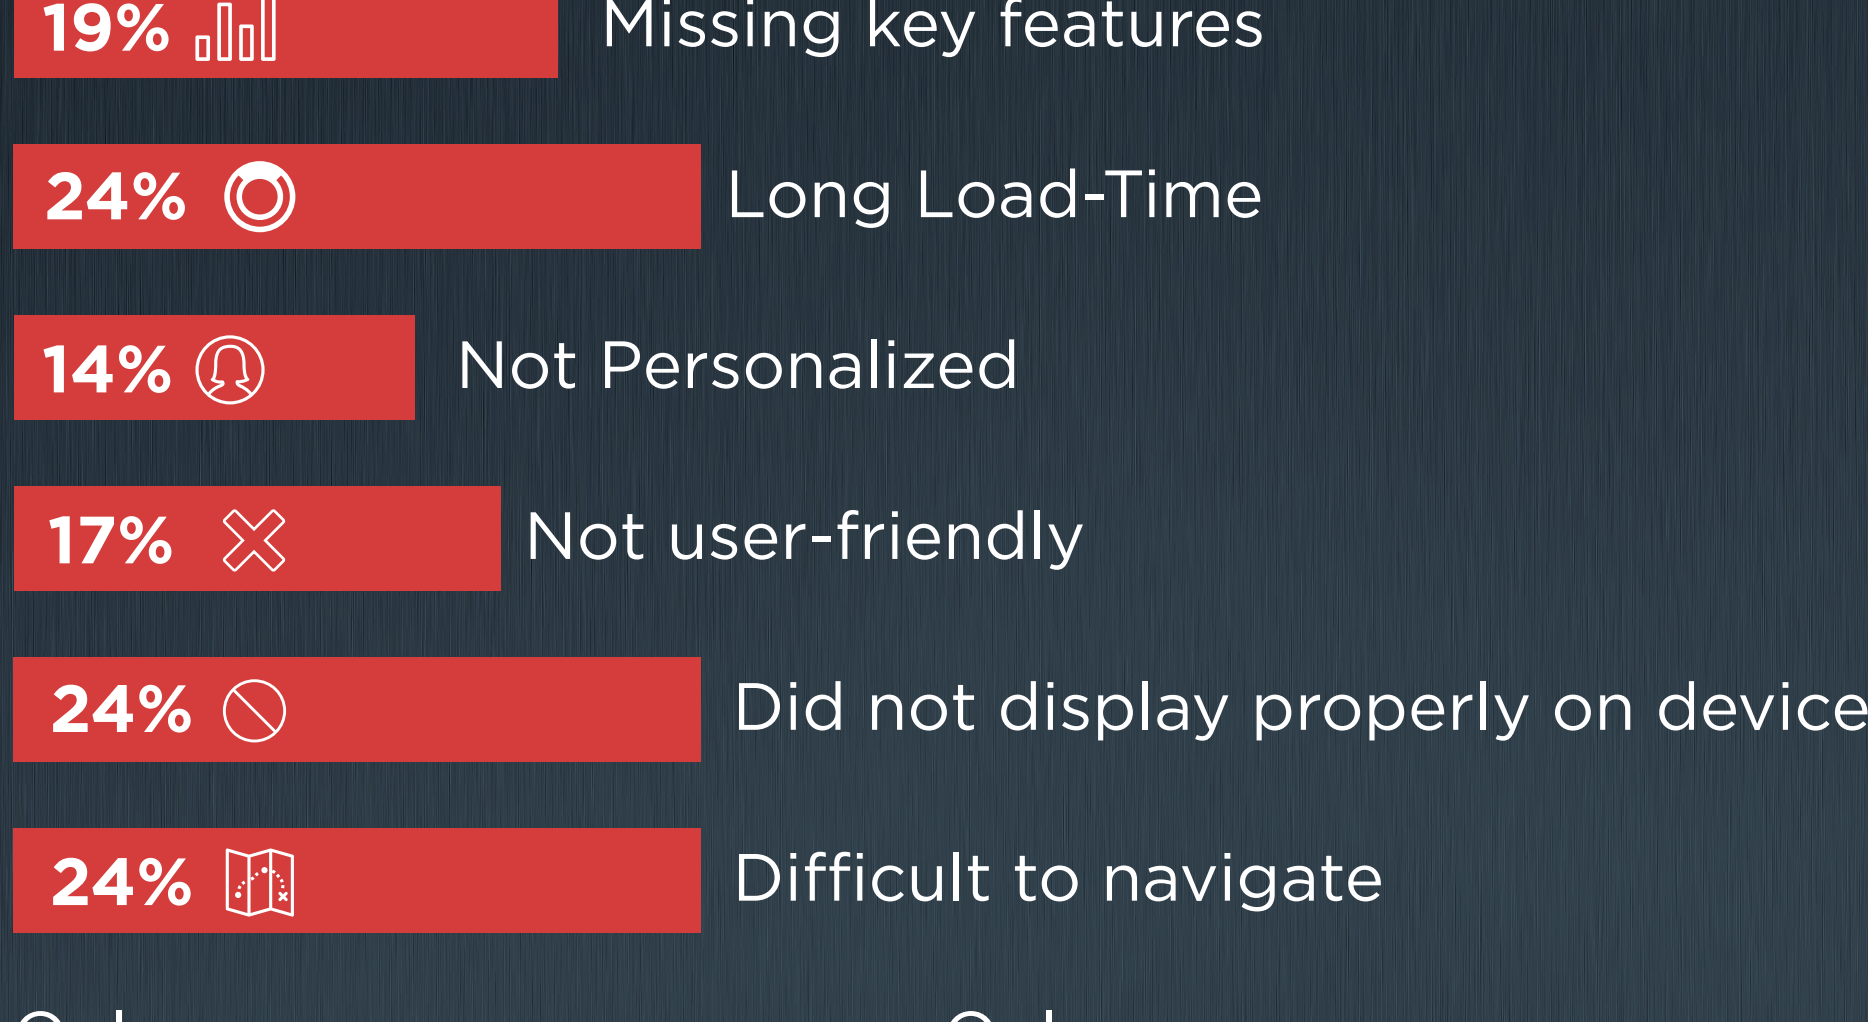 19% Missing key features
24% Long Load-Time
14% Not Personalized
17% Not user-friendly
24% Did not display properly on device
24% Difficult to navigate